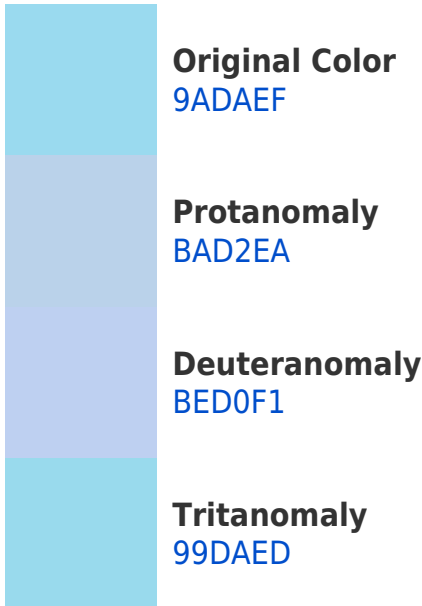 Original Color
9ADAEF
Protanomaly
BAD2EA
Deuteranomaly
BED0F1
Tritanomaly
99DAED